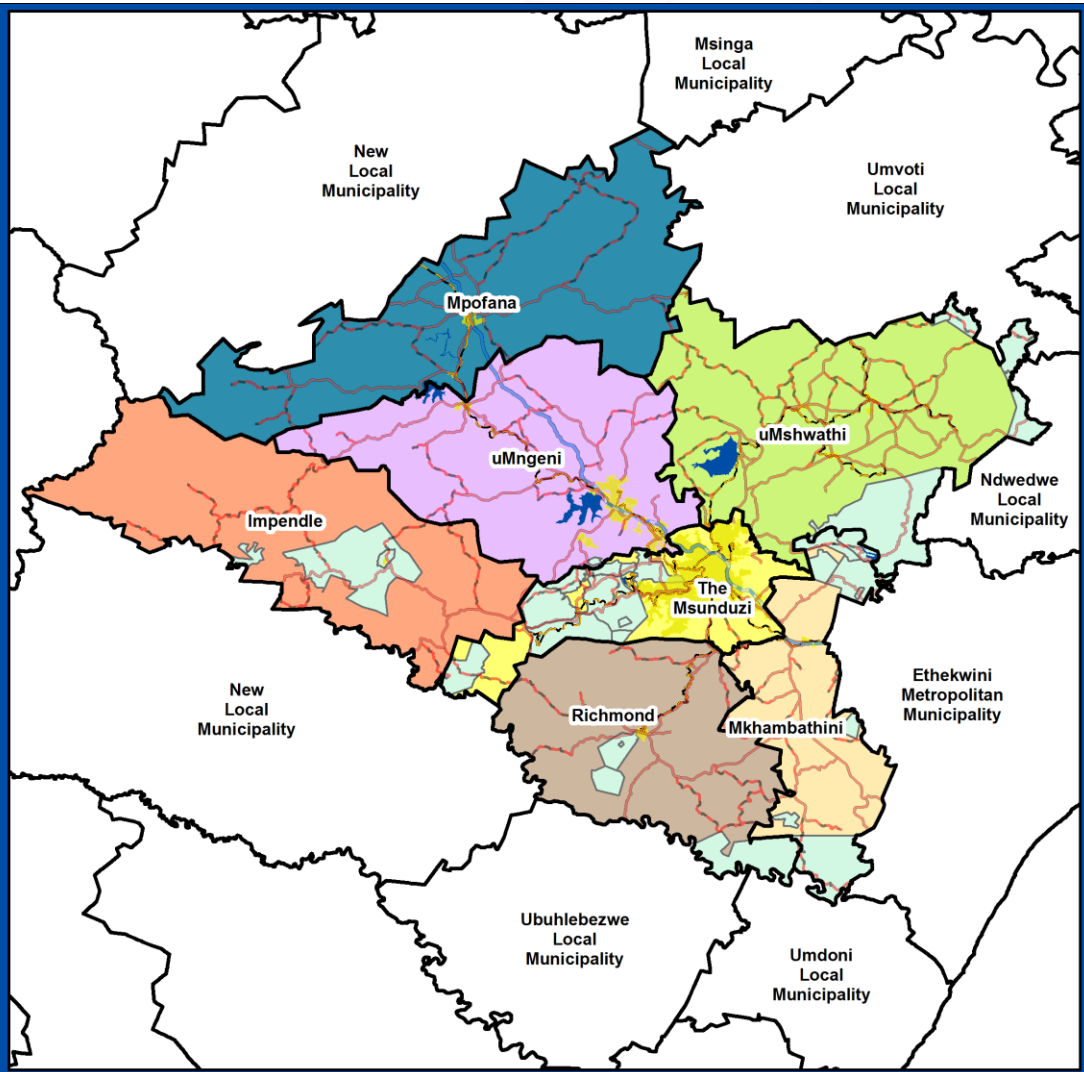 Msinga
Local
Municipality
New
Local
Municipality
Umvoti
Local
Municipality
Mpofana
uMshwathi
uMngeni
Ndwedwe
Local
Municipality
Impendle
The
Msunduzi
New
Local
Municipality
Ethekwini
Metropolitan
Municipality
Richmond
Mkhambathini
Ubuhlebezwe
Local
Municipality
Umdoni
Local
Municipality